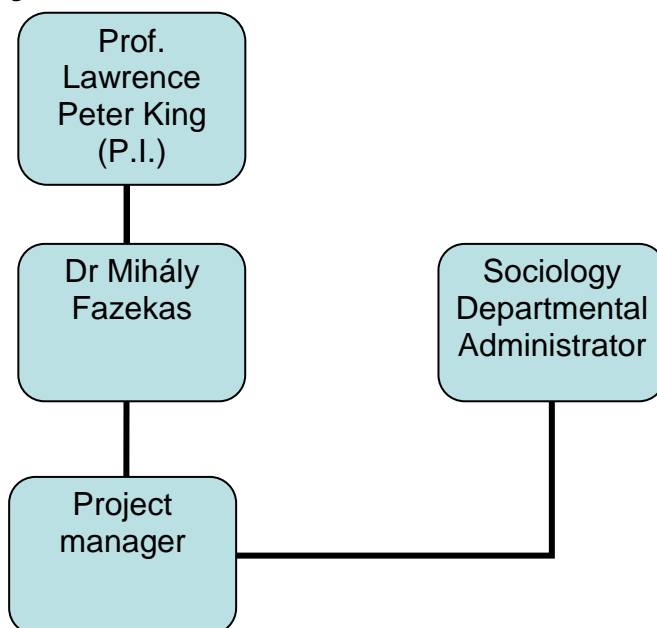 Prof.
Lawrence
Peter King
(P.I.)
Dr Mihály
Fazekas
Sociology
Departmental
Administrator
Project
manager